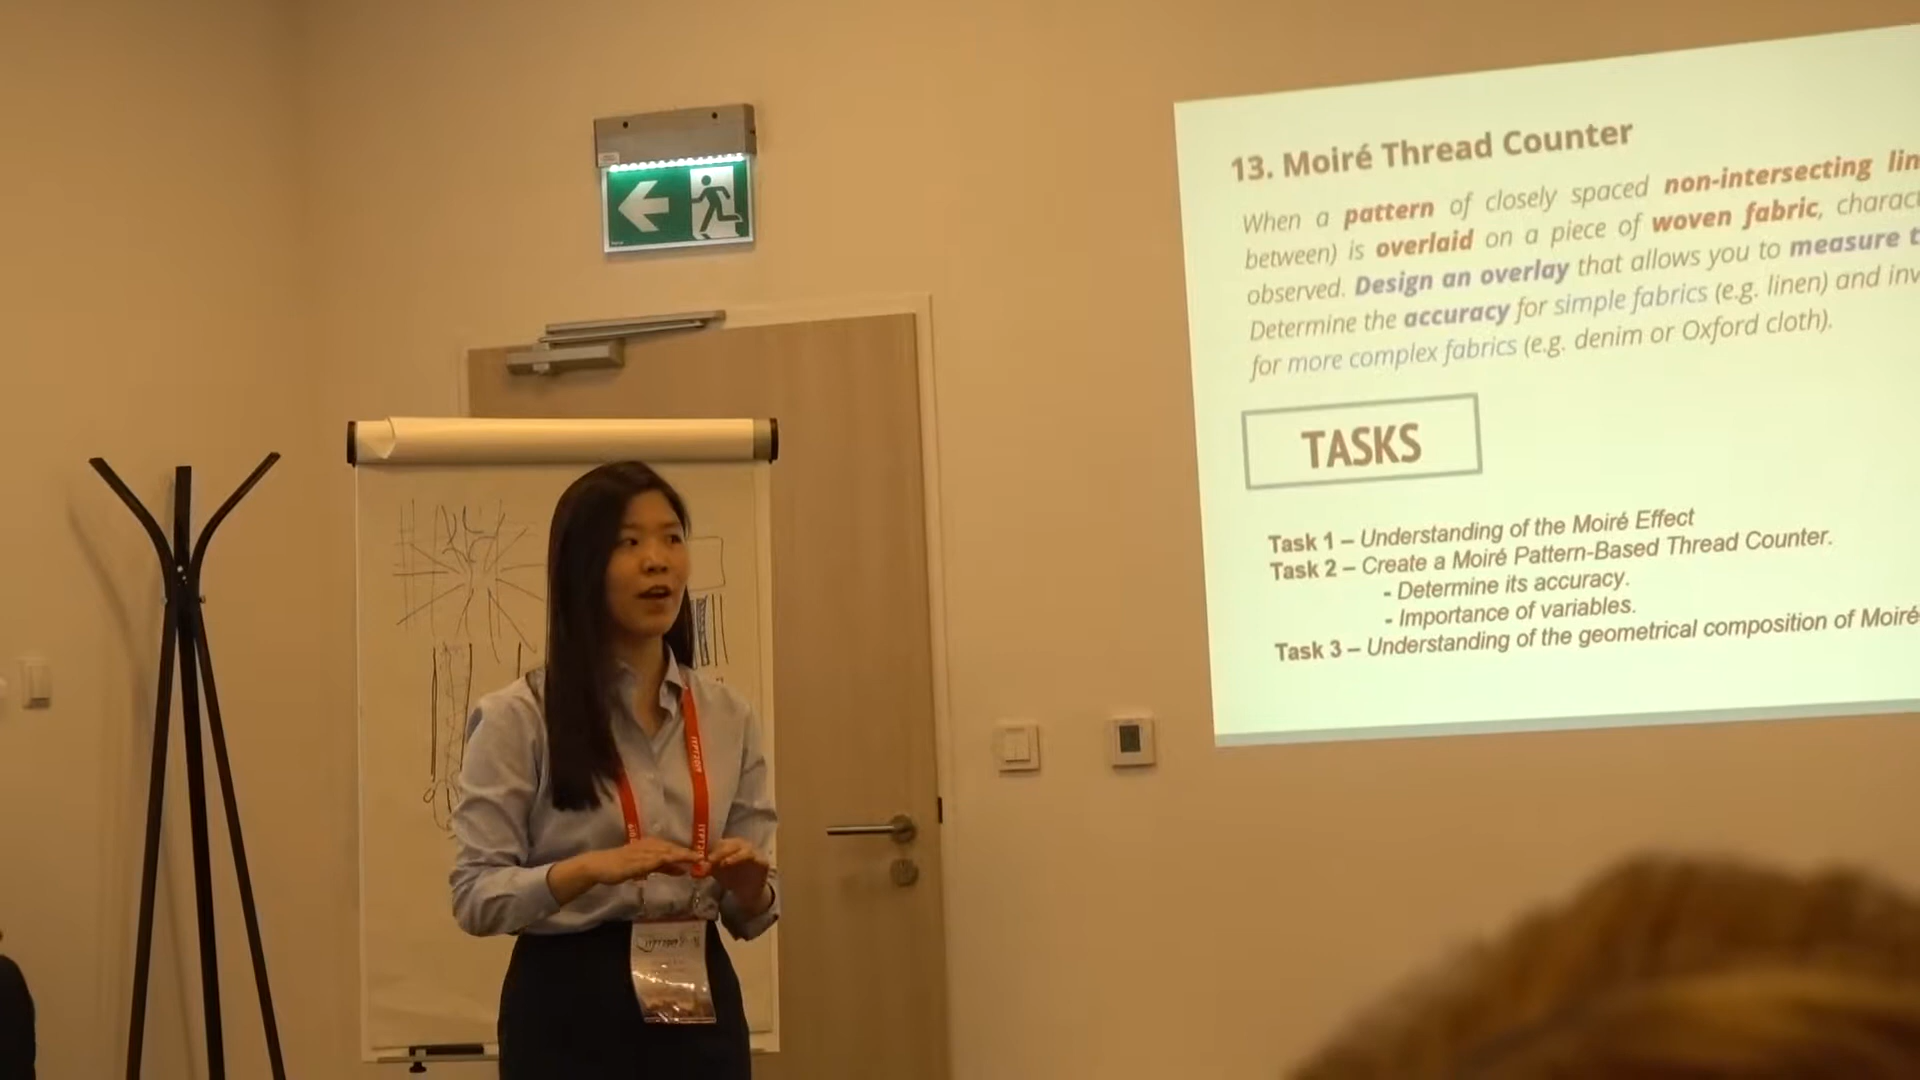 13. Moiré Thread Counter
When a pattern of closely spaced non-intersecting
between) is overlaid on a piece of woven fabric,
observed. Design an overlay that allows you to measure
Determine the accuracy for simple fabrics (e.g. linen) and
for more complex fabrics (e.g. denim or Oxford cloth).
TASKS
Task 1 – Understanding of the Moiré Effect
Task 2 – Create a Moiré Pattern-Based Thread Counter.
- Determine its accuracy.
- Importance of variables.
Task 3 – Understanding of the geometrical composition of Moiré
IYPT2019